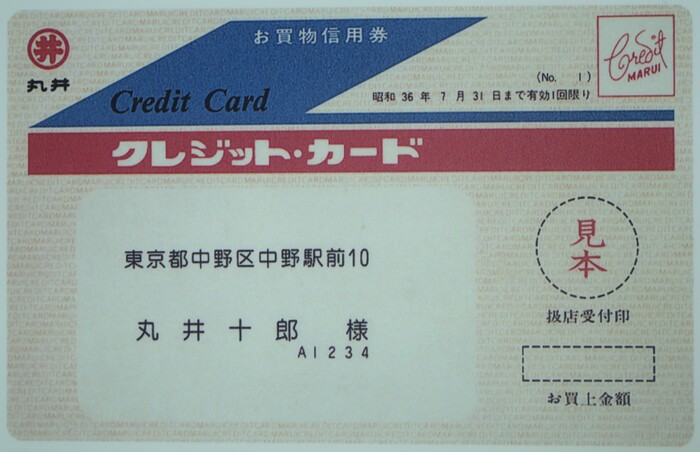 井
丸井
お買物信用券
Credit Card
Credit
MARUI
(No. 1)
昭和 36 年 7 月 31 日まで有効1回限り
クレジット・カード
東京都中野区中野駅前10
丸井十郎 様
A1234
見本
扱店受付印
お買上金額